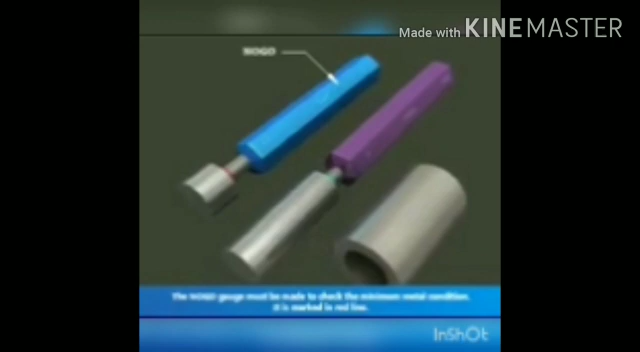 Made with KINEMASTER
NOGO
The NOGO gauge must be made to check the minimum metal condition.
It is marked in red line.
InShOt